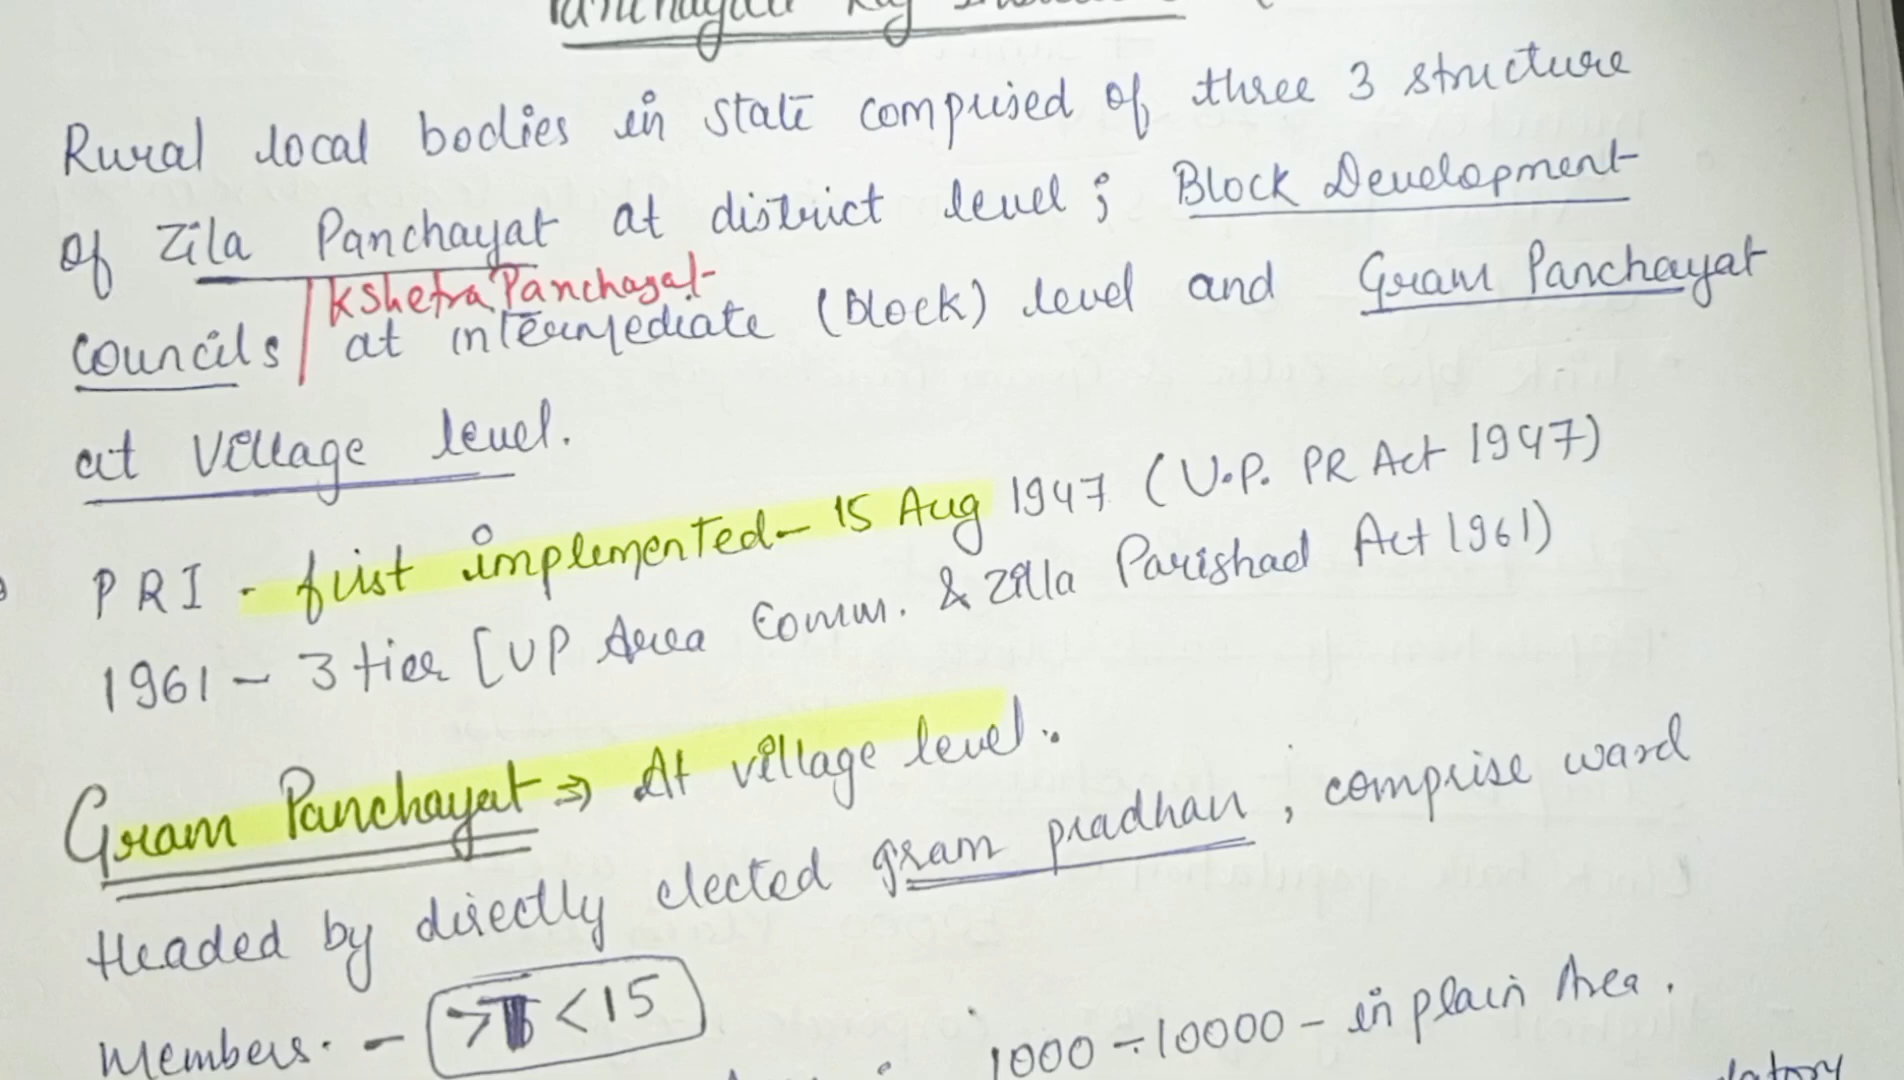 Panchayati Raj
Rural local bodies in state comprised of three 3 structure
of Zila Panchayat at district level; Block Development
Kshetra Panchayat
councils / at intermediate (Block) level and Gram Panchayat
at village level.
PRI - first implemented - 15 Aug 1947 (U.P. PR Act 1947)
1961 - 3 tier [UP Area Comm. & Zilla Parishad Act 1961)
Gram Panchayat ⇒ At village level.
Headed by directly elected gram pradhan, comprise ward
members. - > < 15
1000 ÷ 10000 - in plain Area.